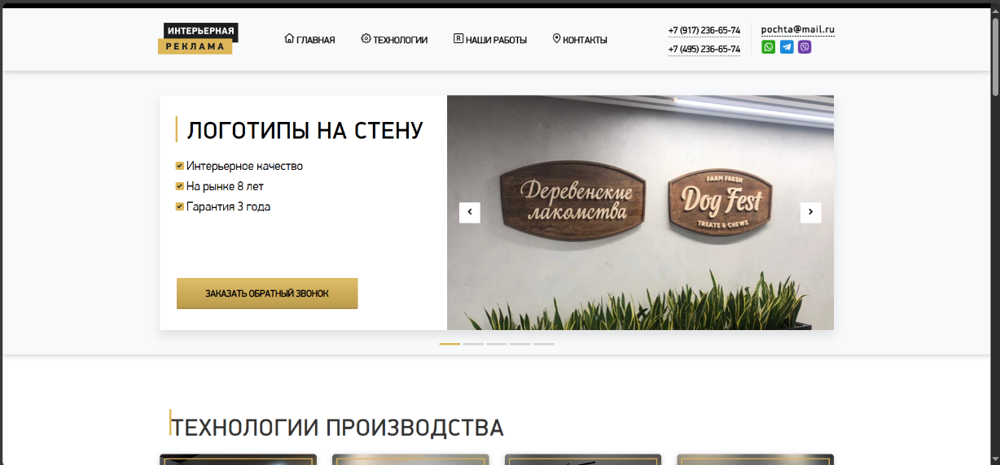 ИНТЕРЬЕРНАЯ
РЕКЛАМА
ГЛАВНАЯ
ТЕХНОЛОГИИ
НАШИ РАБОТЫ
КОНТАКТЫ
+7 (917) 236-65-74
+7 (495) 236-65-74
pochta@mail.ru
ЛОГОТИПЫ НА СТЕНУ
Интерьерное качество
На рынке 8 лет
Гарантия 3 года
ЗАКАЗАТЬ ОБРАТНЫЙ ЗВОНОК
Деревенские
лакомства
FARM FRESH
Dog Fest
TREATS & CHEWS
ТЕХНОЛОГИИ ПРОИЗВОДСТВА